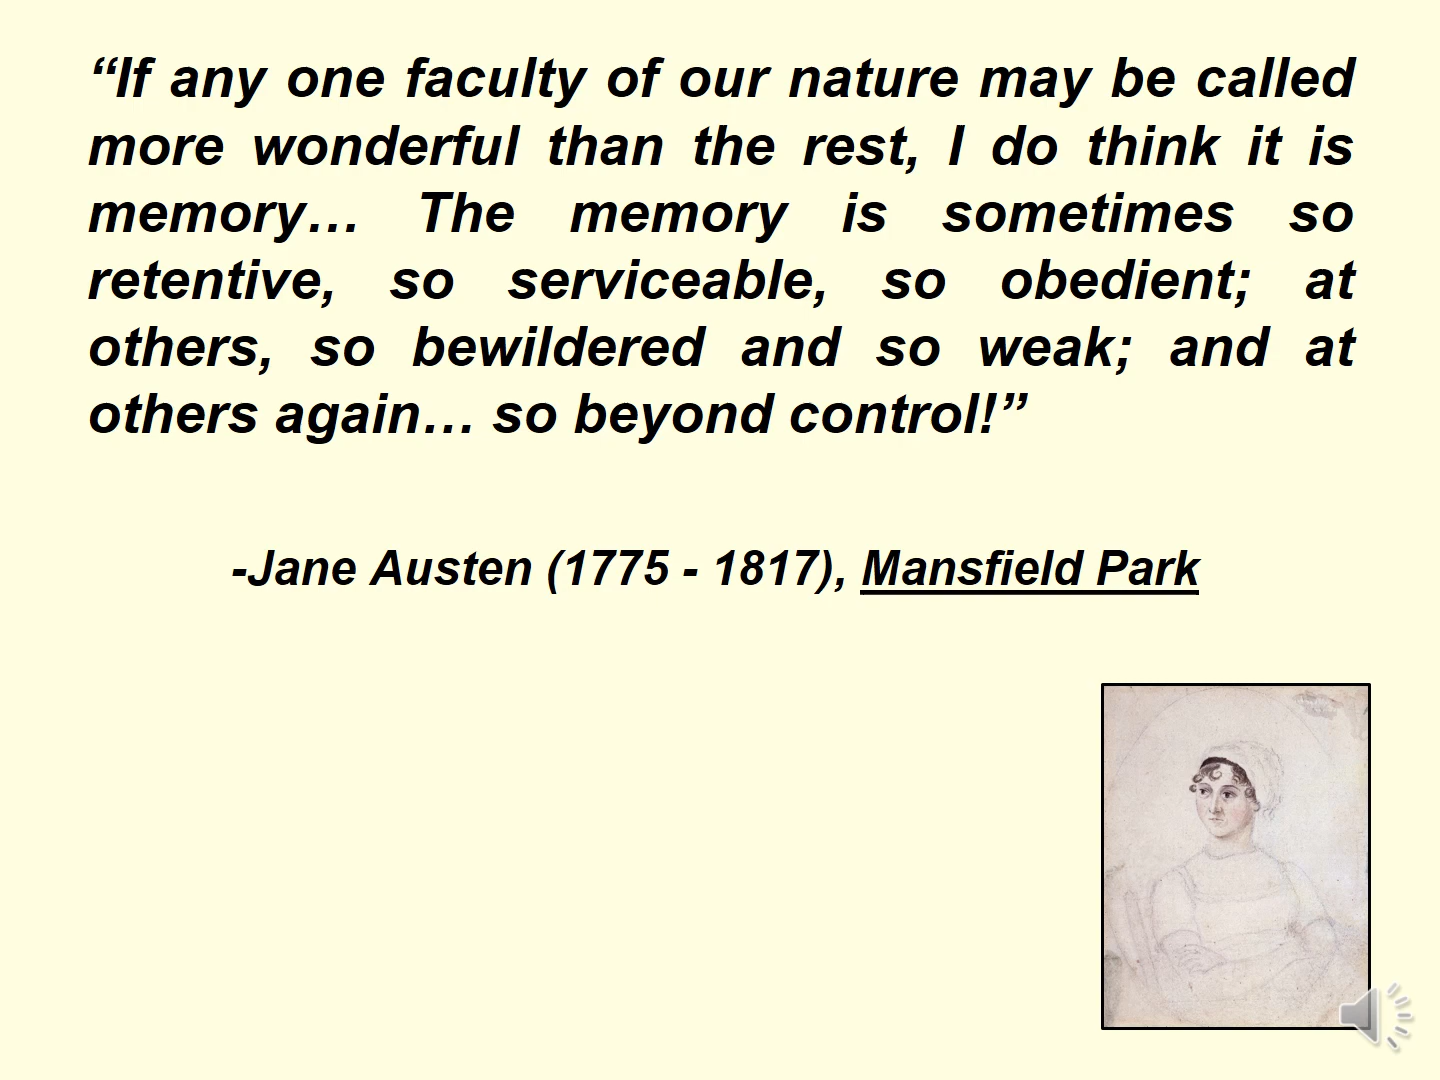 “If any one faculty of our nature may be called
more wonderful than the rest, I do think it is
memory… The memory is sometimes so
retentive, so serviceable, so obedient; at
others, so bewildered and so weak; and at
others again… so beyond control!”
-Jane Austen (1775 - 1817), Mansfield Park